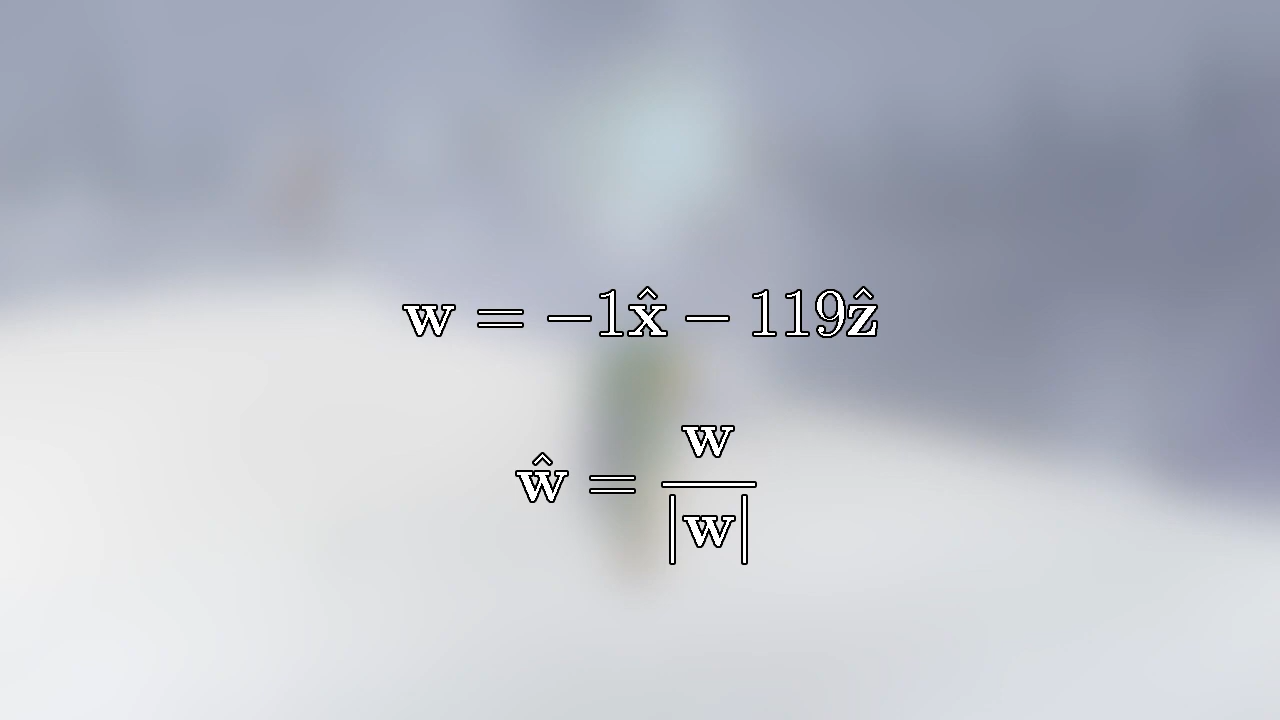 𝐰 = −1𝐱̂ − 119𝐳̂
𝐰̂ = 𝐰 / |𝐰|